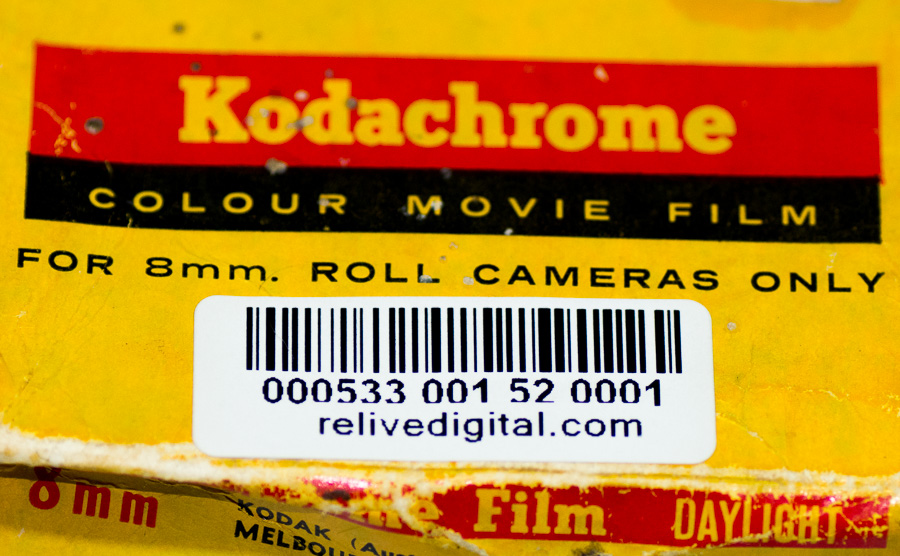 Kodachrome
COLOUR MOVIE FILM
FOR 8mm. ROLL CAMERAS ONLY
000533 001 52 0001
relivedigital.com
8mm
KODAK
Film
DAYLIGHT